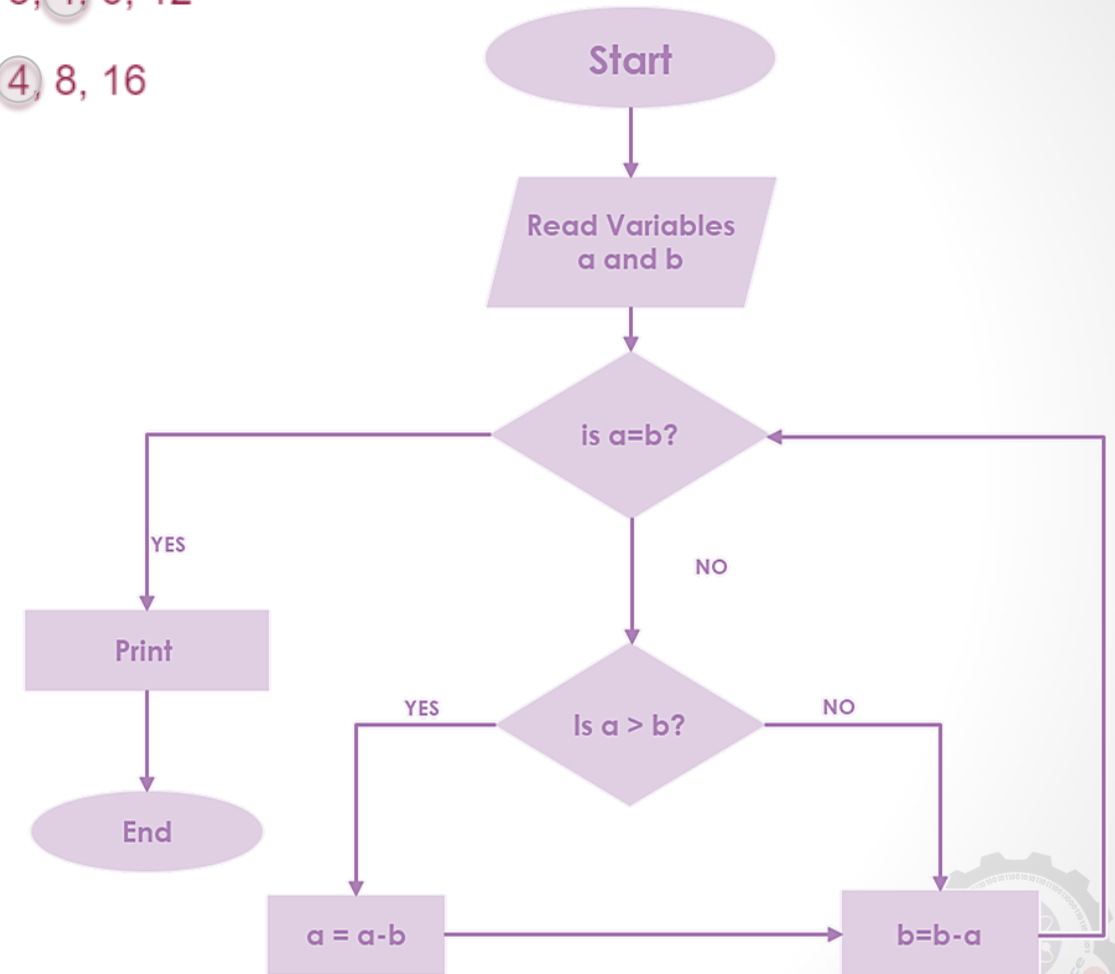 4, 8, 16
Start
Read Variables
a and b
is a=b?
YES
NO
Print
YES
Is a > b?
NO
End
a = a-b
b=b-a